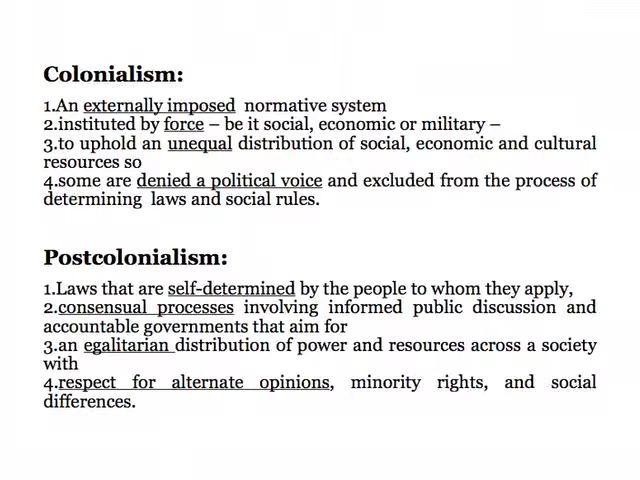 Colonialism:
1.An externally imposed normative system
2.instituted by force – be it social, economic or military –
3.to uphold an unequal distribution of social, economic and cultural
resources so
4.some are denied a political voice and excluded from the process of
determining laws and social rules.
Postcolonialism:
1.Laws that are self-determined by the people to whom they apply,
2.consensual processes involving informed public discussion and
accountable governments that aim for
3.an egalitarian distribution of power and resources across a society
with
4.respect for alternate opinions, minority rights, and social
differences.